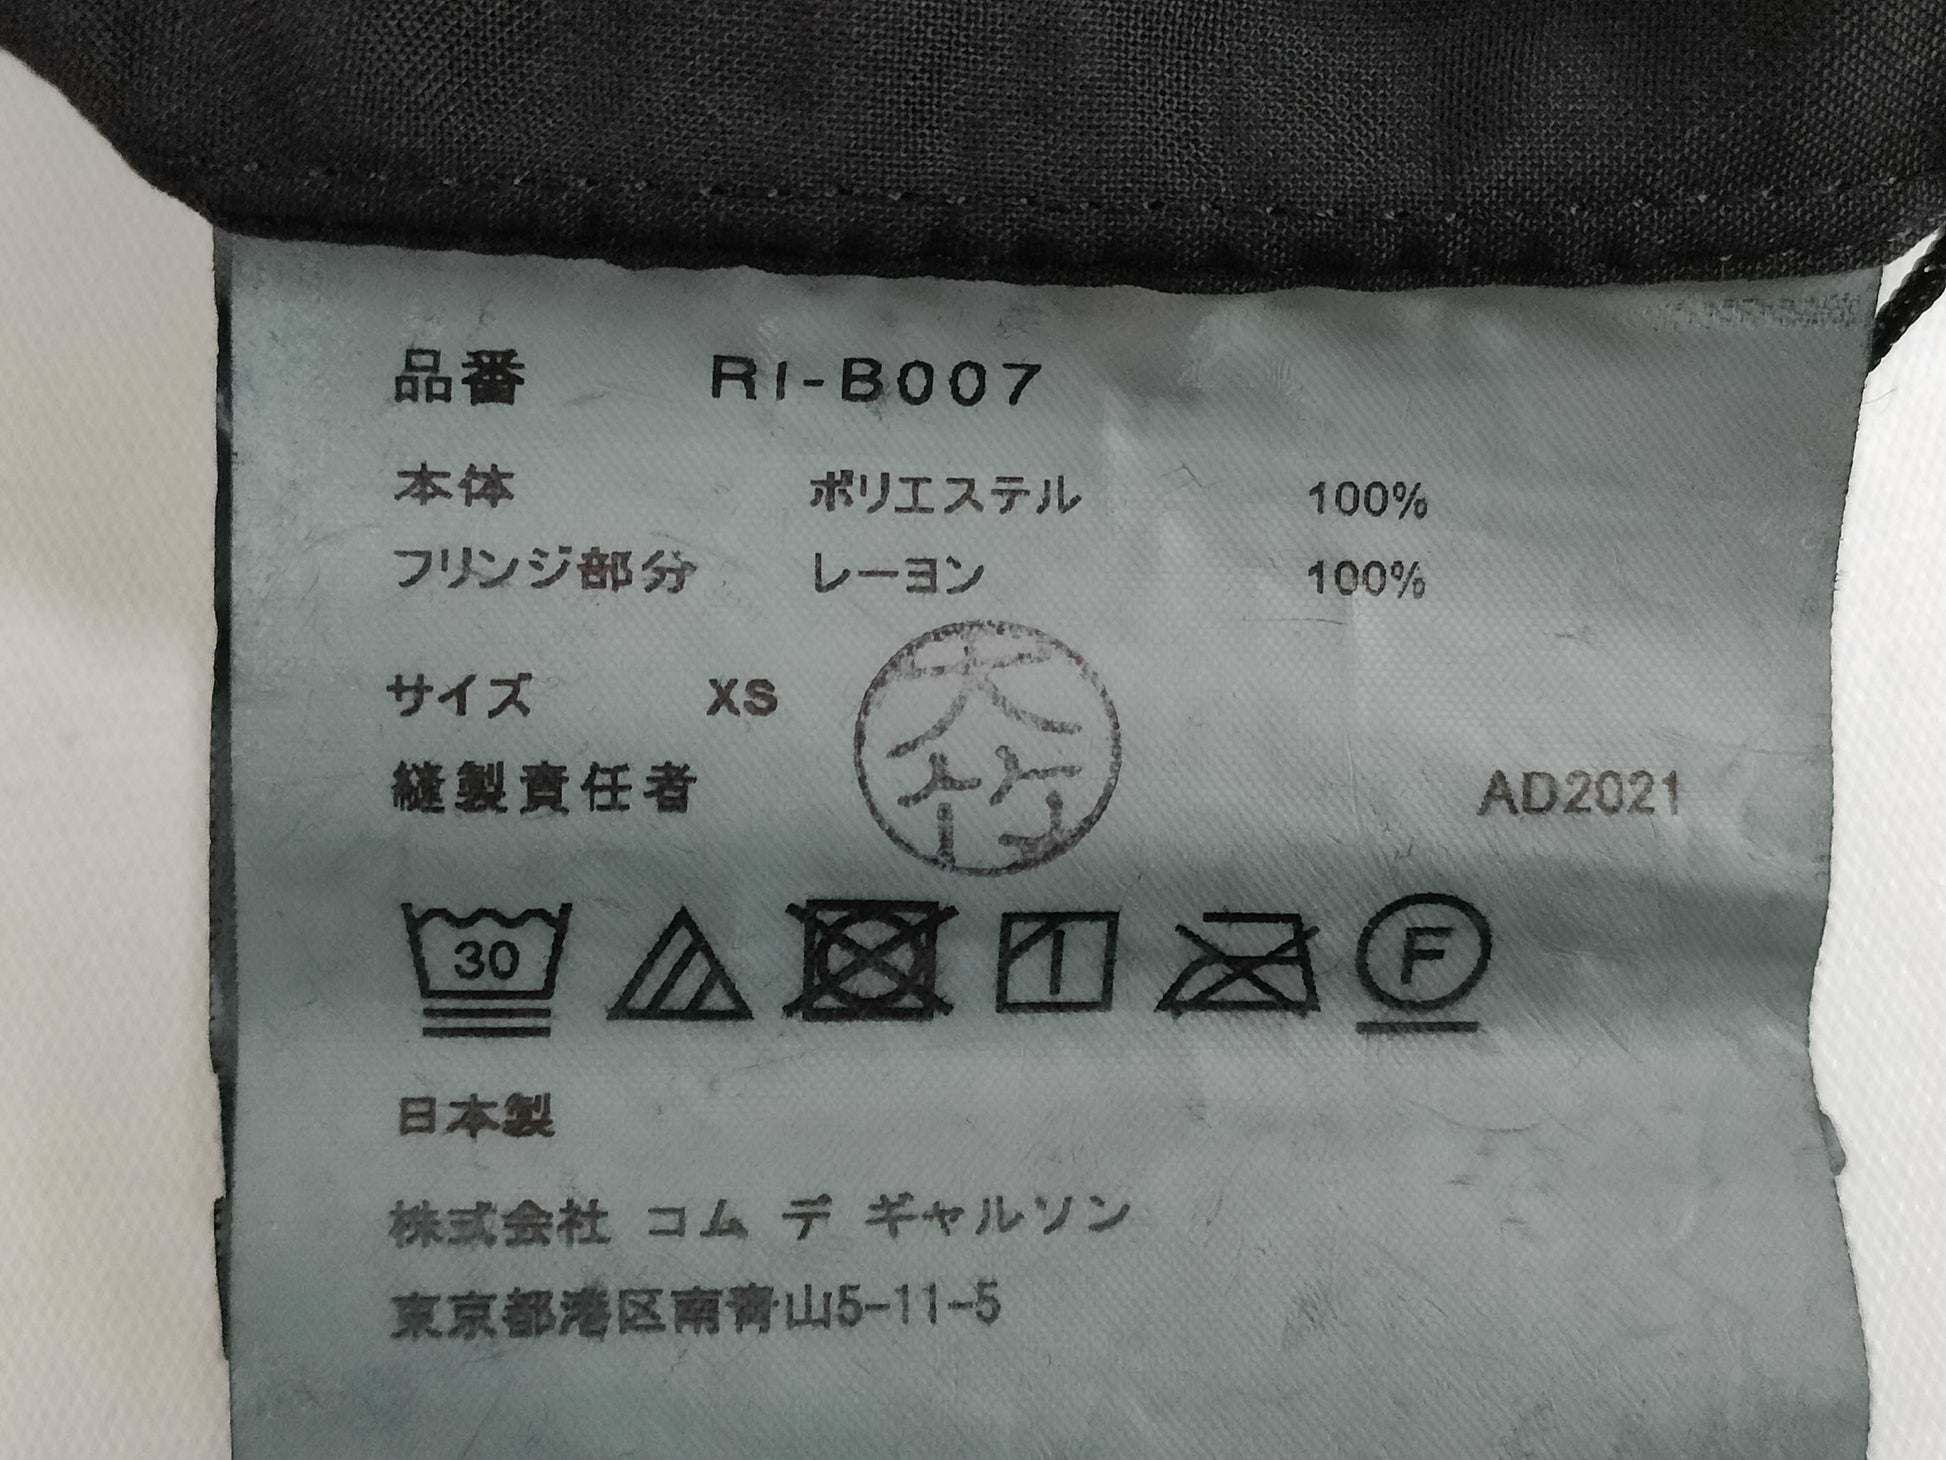 品番 RI-B007
本体 ポリエステル 100%
フリンジ部分 レーヨン 100%
サイズ XS
縫製責任者 大竹 AD2021
30 F
日本製
株式会社 コム デ ギャルソン
東京都港区南青山5-11-5